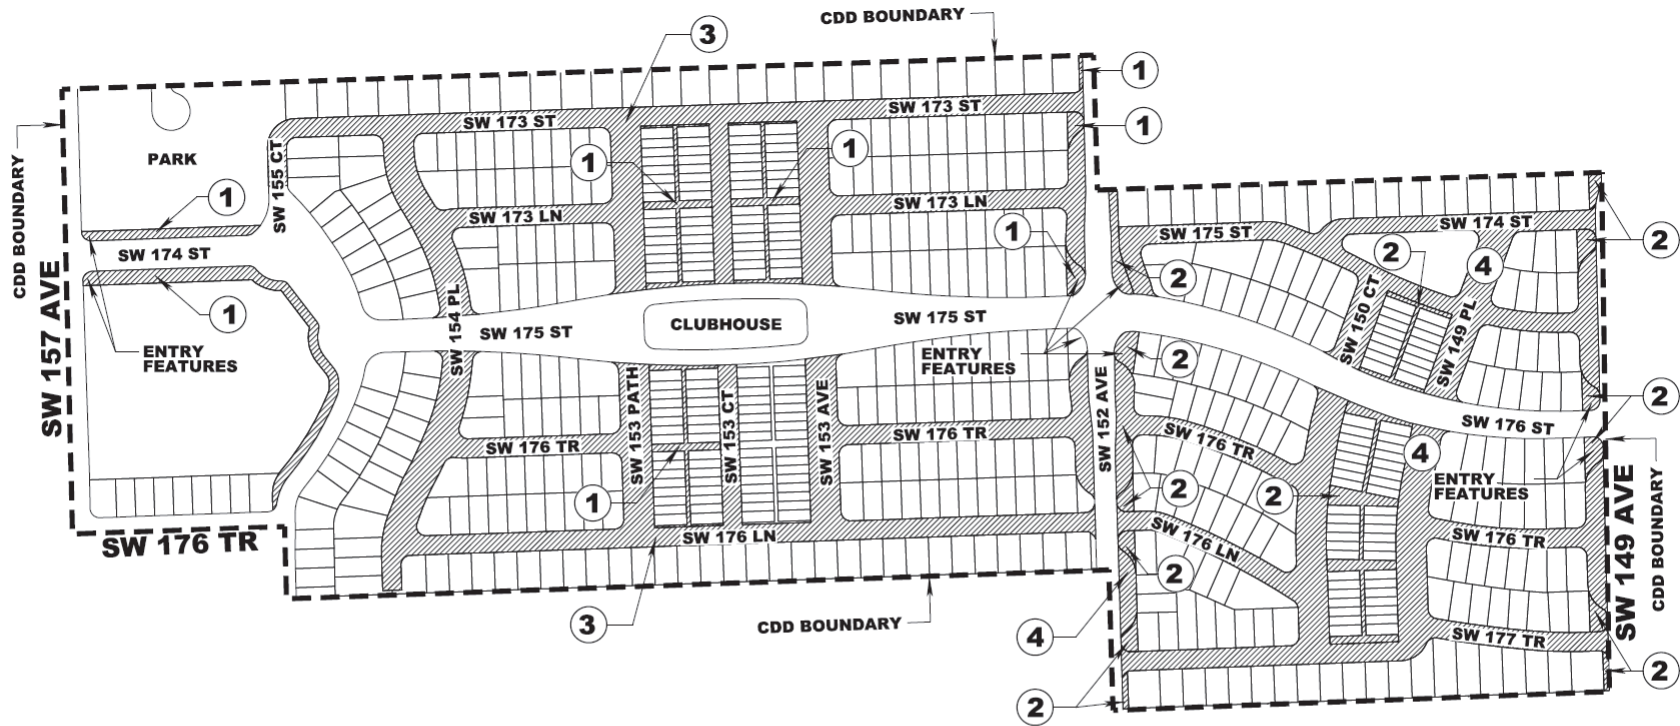 CDD BOUNDARY
3
1
SW 173 ST
SW 173 ST
1
CDD BOUNDARY
PARK
SW 155 CT
1
1
1
SW 173 LN
SW 173 LN
SW 174 ST
1
SW 175 ST
SW 174 ST
2
2
4
2
SW 157 AVE
1
SW 154 PL
SW 175 ST
CLUBHOUSE
SW 175 ST
SW 150 CT
SW 149 PL
ENTRY
FEATURES
ENTRY
FEATURES
2
2
SW 176 ST
SW 153 PATH
SW 153 CT
SW 153 AVE
SW 152 AVE
SW 176 TR
SW 176 TR
SW 176 TR
4
ENTRY
FEATURES
1
2
2
SW 176 TR
SW 176 LN
SW 176 LN
SW 176 TR
SW 149 AVE
CDD BOUNDARY
2
3
CDD BOUNDARY
4
SW 177 TR
2
2